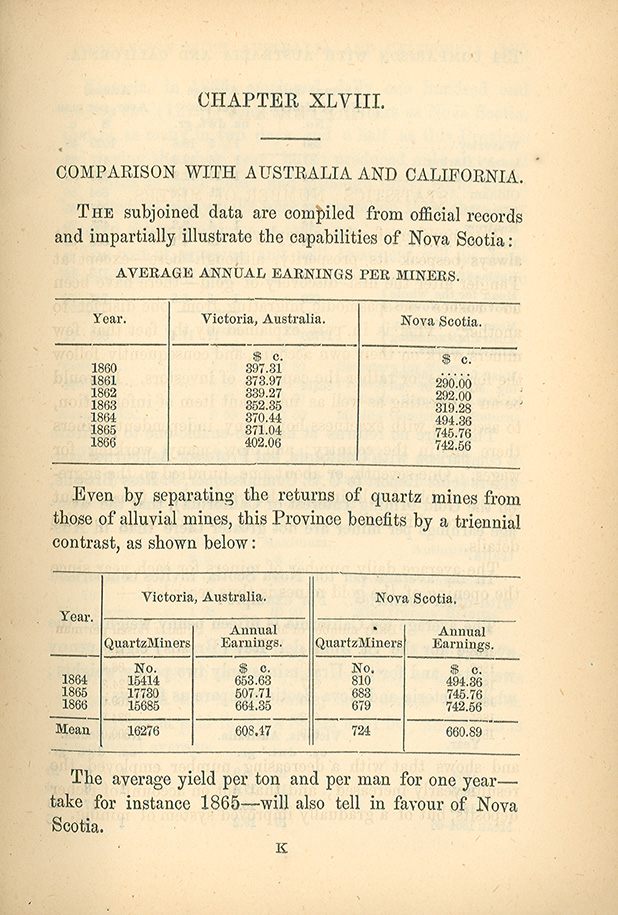 CHAPTER XLVIII.
COMPARISON WITH AUSTRALIA AND CALIFORNIA.
THE subjoined data are compiled from official records
and impartially illustrate the capabilities of Nova Scotia:
AVERAGE ANNUAL EARNINGS PER MINERS.
Year. Victoria, Australia. Nova Scotia.
$ c. $ c.
1860 397.31 .....
1861 373.97 290.00
1862 339.27 292.00
1863 352.35 319.28
1864 370.44 494.36
1865 371.04 745.76
1866 402.06 742.56
Even by separating the returns of quartz mines from
those of alluvial mines, this Province benefits by a triennial
contrast, as shown below:
Year. Victoria, Australia. Nova Scotia.
QuartzMiners Annual Earnings. QuartzMiners Annual Earnings.
No. $ c. No. $ c.
1864 15414 653.63 810 494.36
1865 17730 507.71 683 745.76
1866 15685 664.35 679 742.56
Mean 16276 608.47 724 660.89
The average yield per ton and per man for one year—
take for instance 1865—will also tell in favour of Nova
Scotia.
K